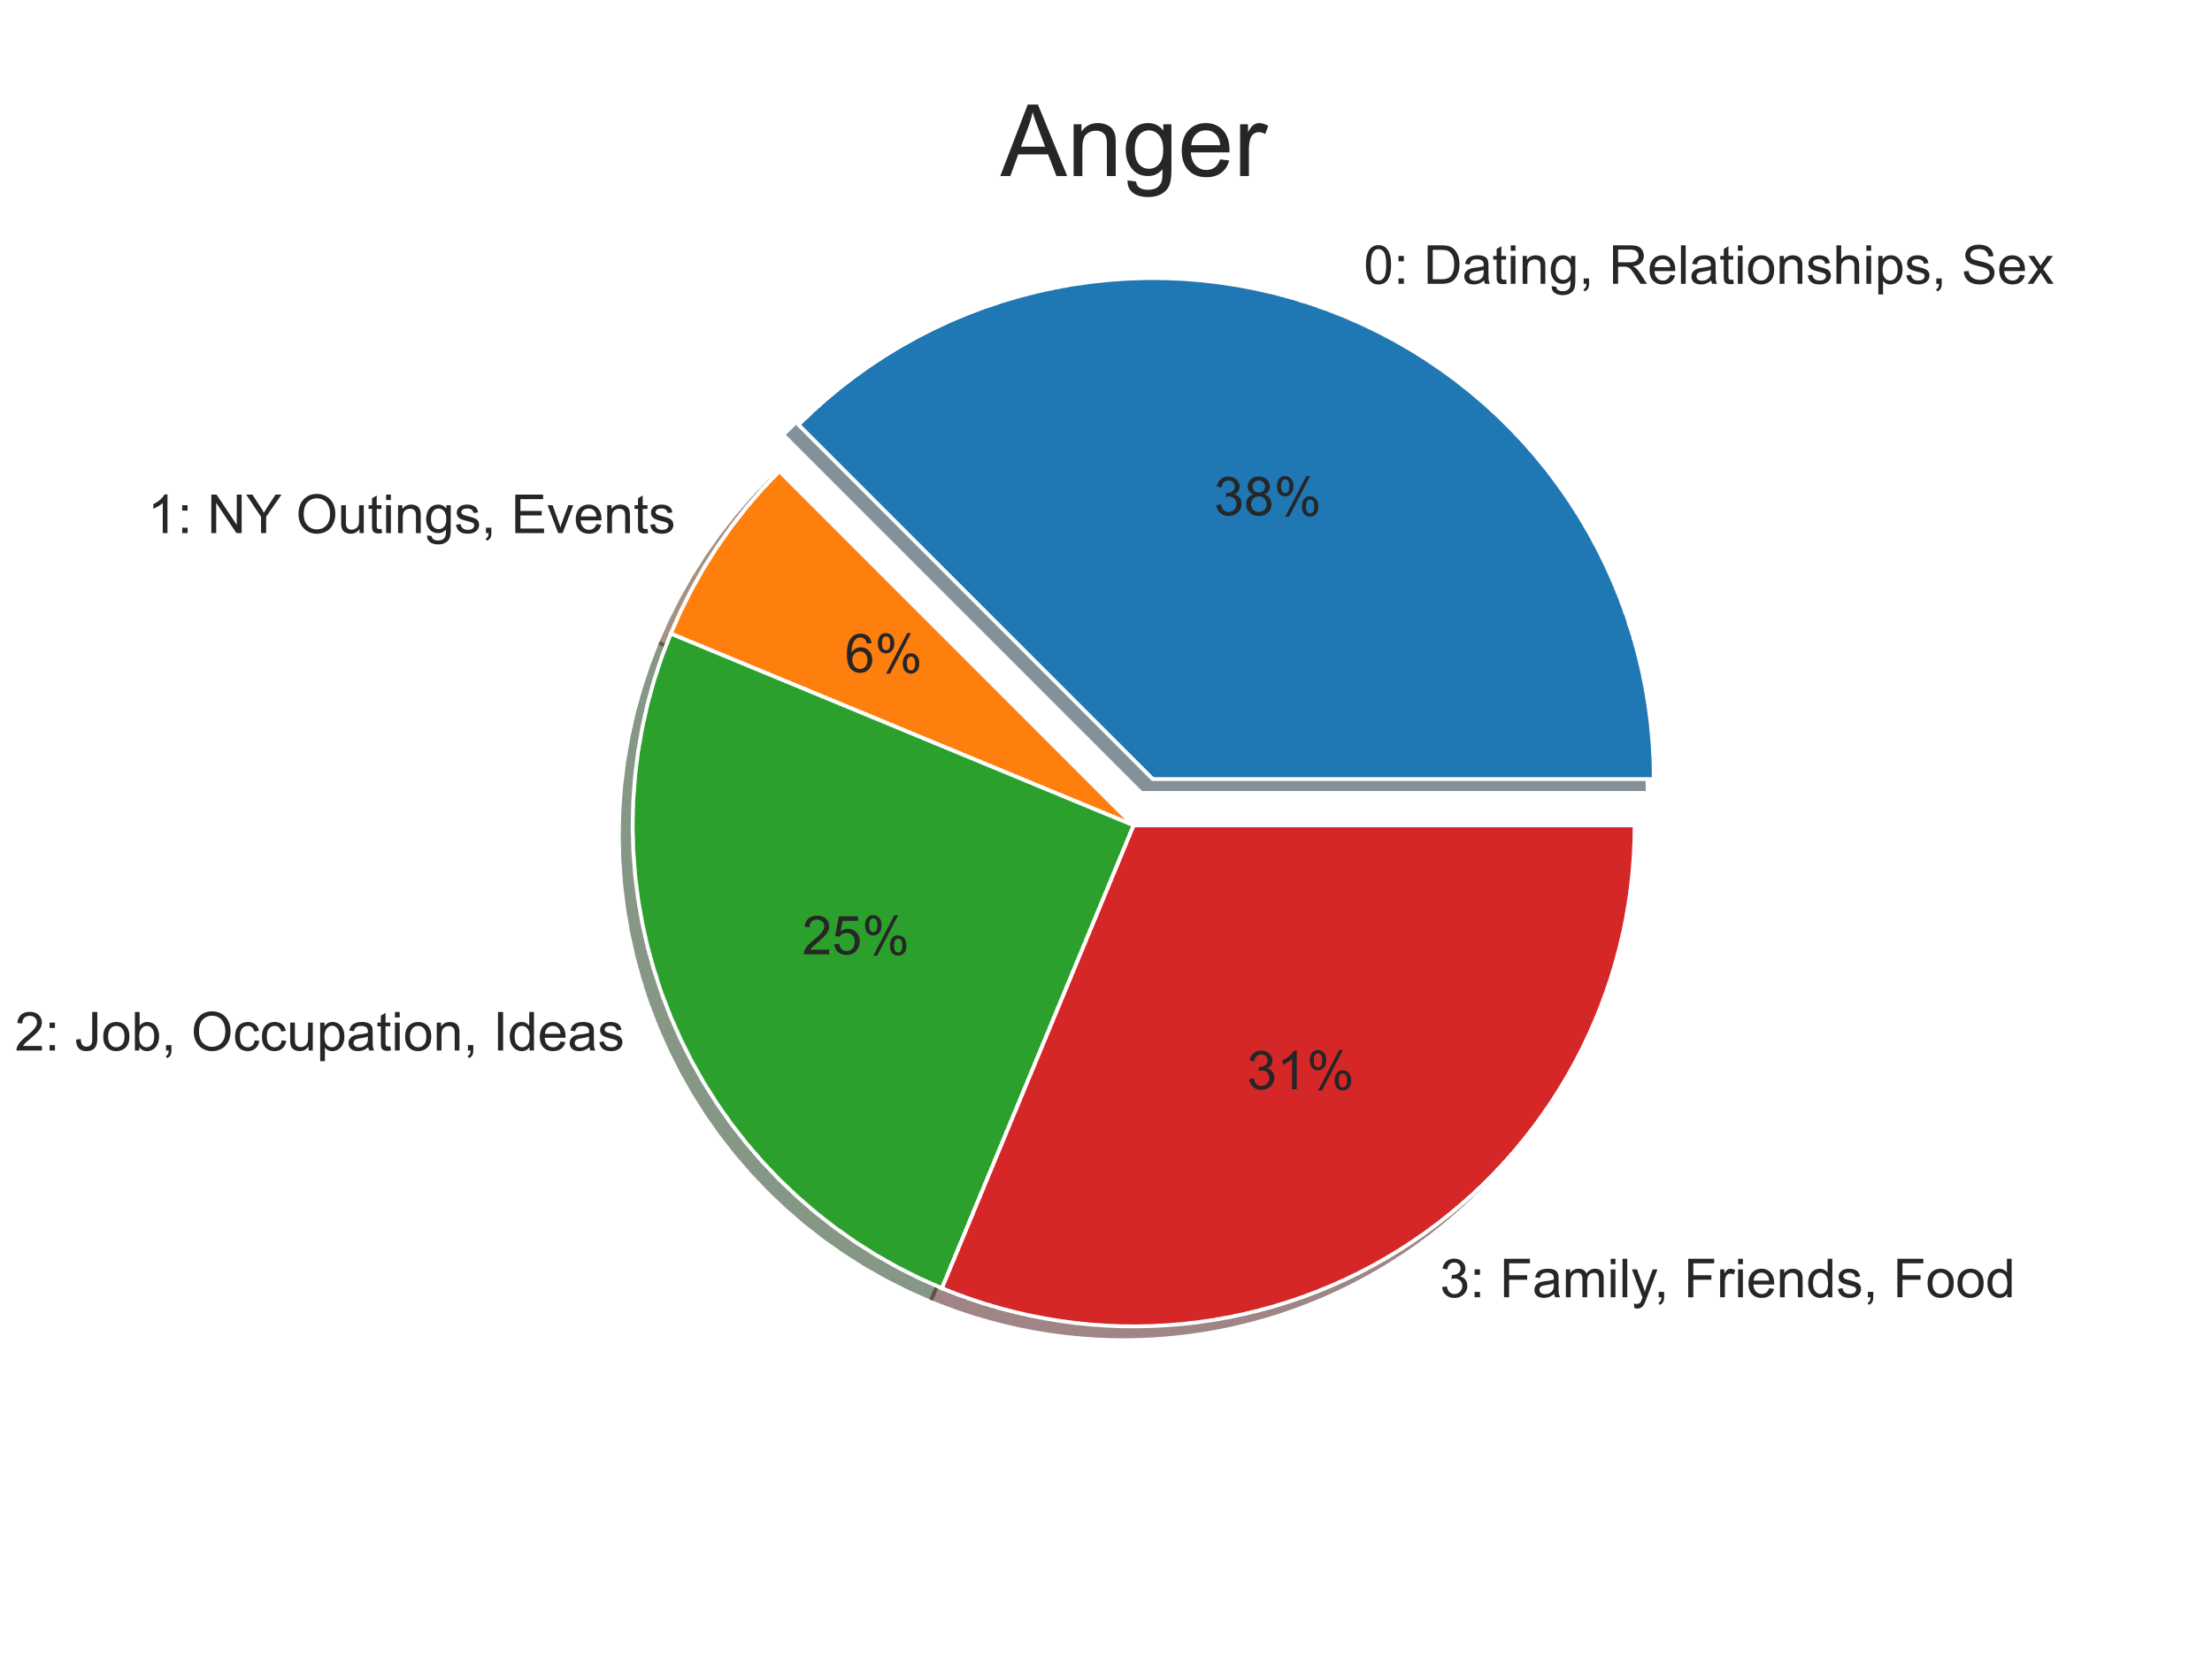 Anger
0: Dating, Relationships, Sex
38%
1: NY Outings, Events
6%
25%
2: Job, Occupation, Ideas
31%
3: Family, Friends, Food